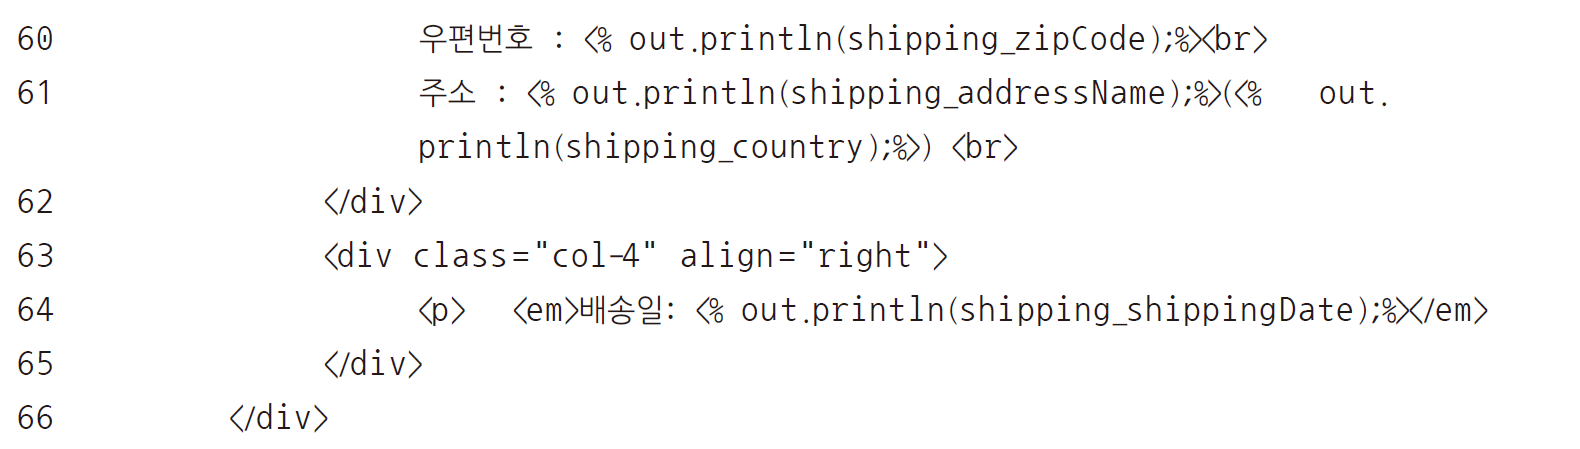 60 우편번호 : <% out.println(shipping_zipCode);%><br>
61 주소 : <% out.println(shipping_addressName);%>(<% out.
println(shipping_country);%>) <br>
62 </div>
63 <div class="col-4" align="right">
64 <p> <em>배송일: <% out.println(shipping_shippingDate);%></em>
65 </div>
66 </div>